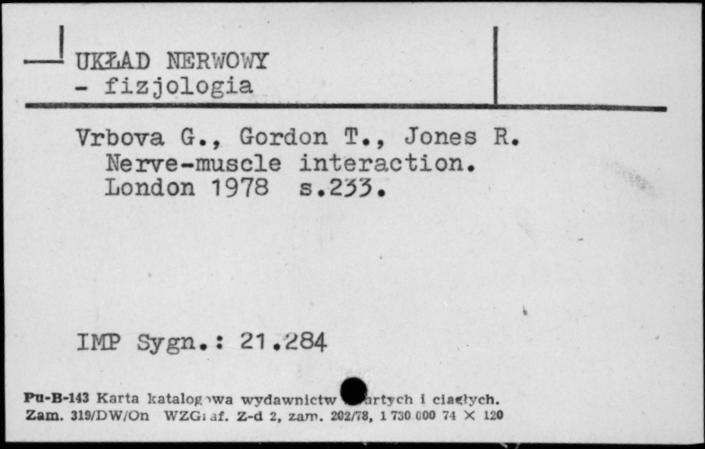 UKŁAD NERWOWY
- fizjologia
Vrbova G., Gordon T., Jones R.
Nerve-muscle interaction.
London 1978 s.233.
IMP Sygn.: 21.284
Pu-B-143 Karta katalogowa wydawnictw i ciągłych.
Zam. 319/DW/On WZGraf. Z-d 2, zam. 202/78, 1 730 000 74 X 120